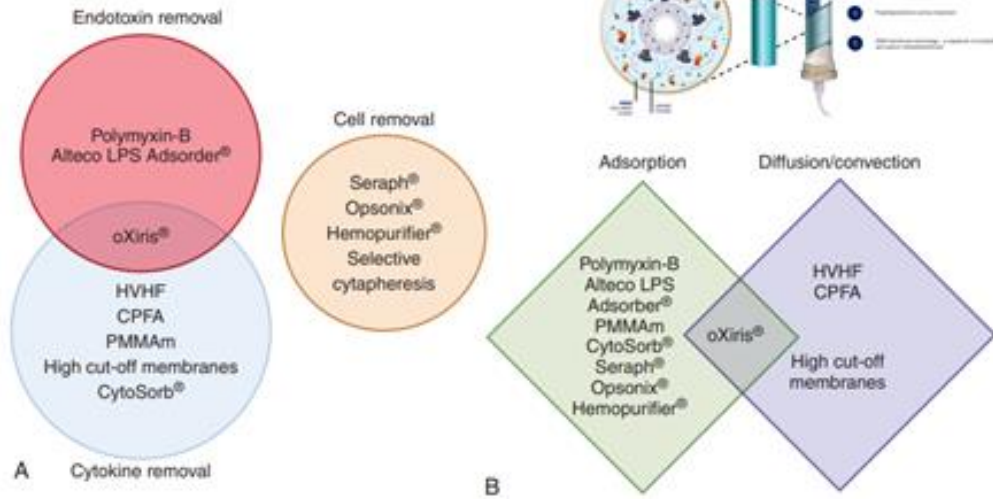 Endotoxin removal
Polymyxin-B
Alteco LPS Adsorder®
oXiris®
HVHF
CPFA
PMMAm
High cut-off membranes
CytoSorb®
Cytokine removal
A
Cell removal
Seraph®
Opsonix®
Hemopurifier®
Selective
cytapheresis
Adsorption
Polymyxin-B
Alteco LPS
Adsorber®
PMMAm
CytoSorb®
Seraph®
Opsonix®
Hemopurifier®
oXiris®
Diffusion/convection
HVHF
CPFA
High cut-off
membranes
B